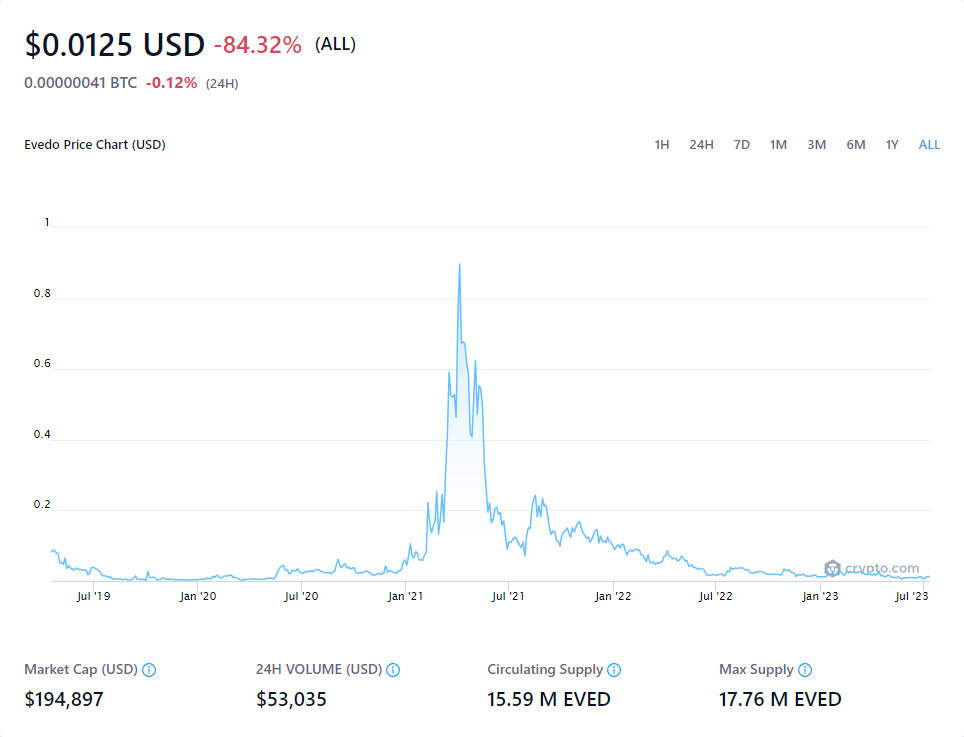 $0.0125 USD -84.32% (ALL)
0.00000041 BTC -0.12% (24H)
Evedo Price Chart (USD) 1H 24H 7D 1M 3M 6M 1Y ALL
1
0.8
0.6
0.4
0.2
crypto.com
Jul '19 Jan '20 Jul '20 Jan '21 Jul '21 Jan '22 Jul '22 Jan '23 Jul '23
Market Cap (USD) 24H VOLUME (USD) Circulating Supply Max Supply
$194,897 $53,035 15.59 M EVED 17.76 M EVED